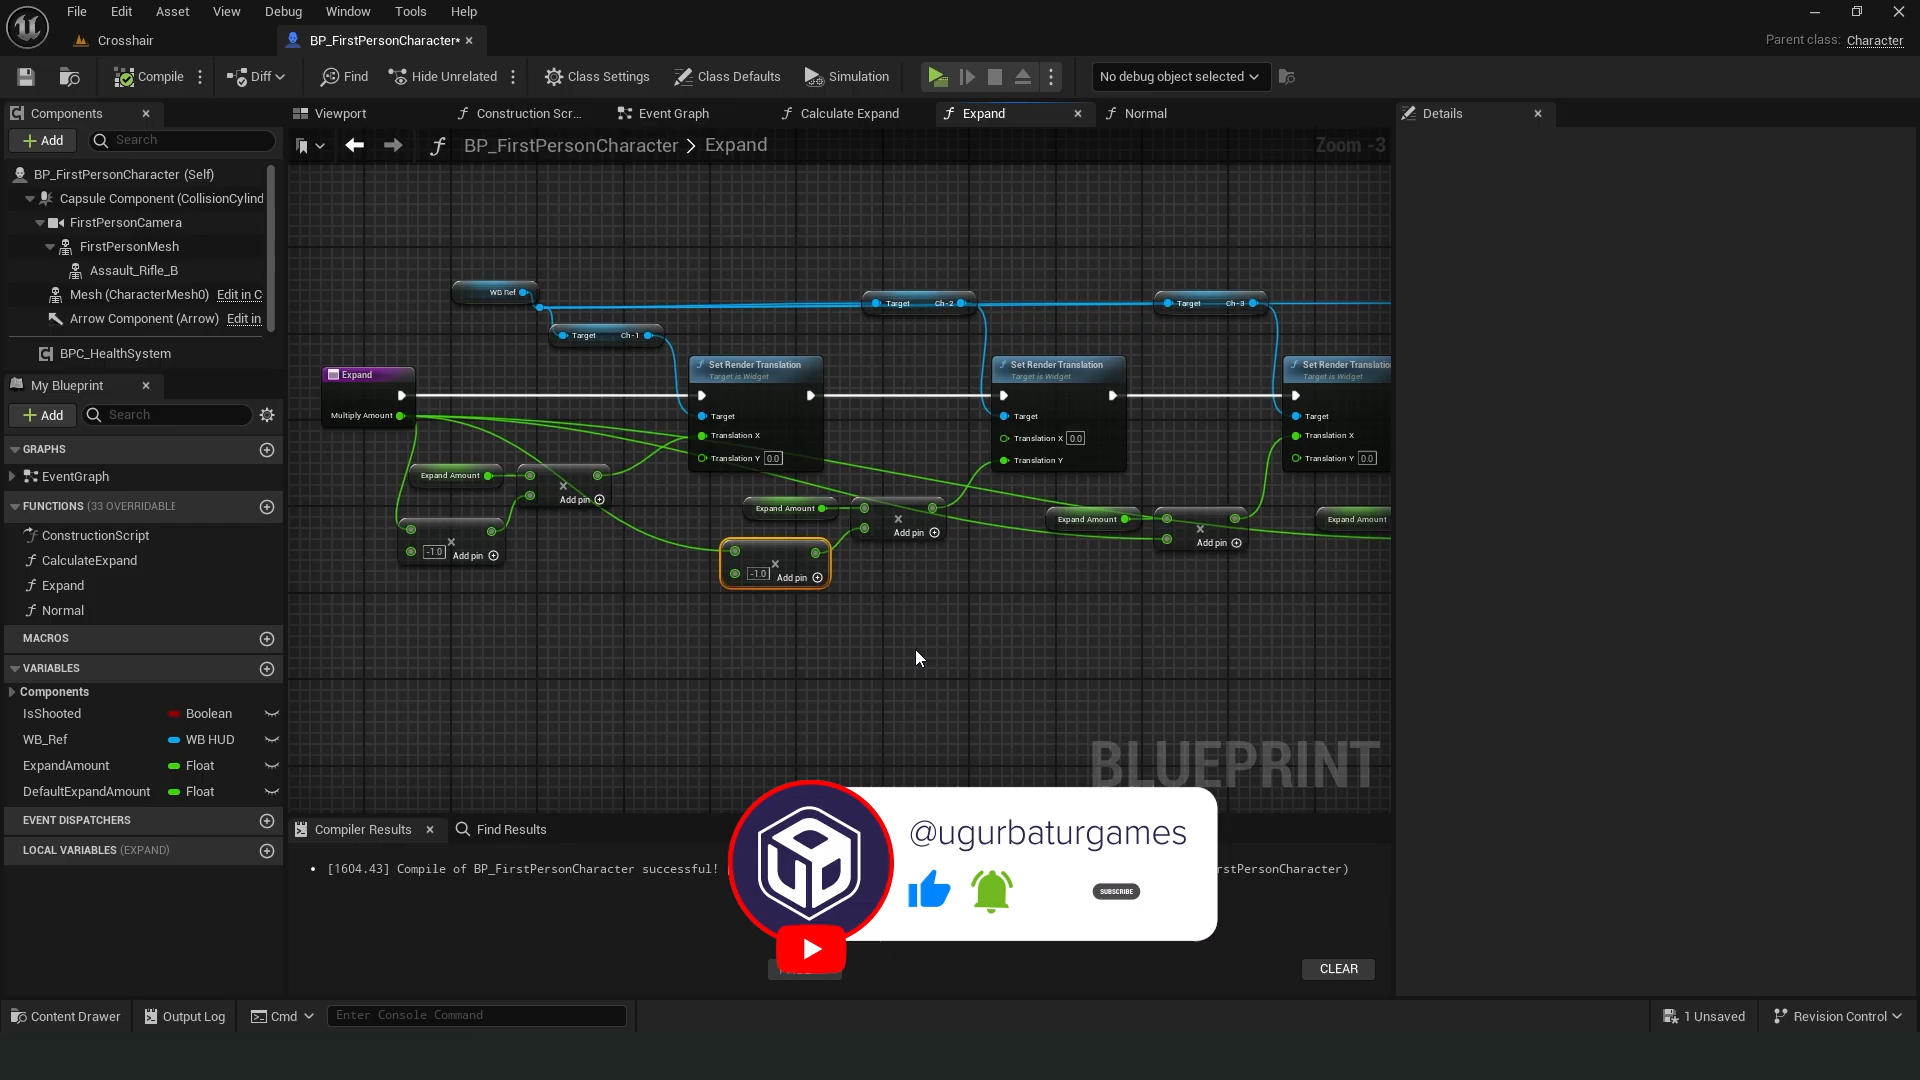 File Edit Asset View Debug Window Tools Help
Crosshair
BP_FirstPersonCharacter*
Parent class: Character
Compile Diff Find Hide Unrelated Class Settings Class Defaults Simulation No debug object selected
Components
Viewport Construction Scr... Event Graph Calculate Expand Expand Normal
Details
Add Search
BP_FirstPersonCharacter > Expand
Zoom -3
BP_FirstPersonCharacter (Self)
Capsule Component (CollisionCylind
FirstPersonCamera
FirstPersonMesh
Assault_Rifle_B
Mesh (CharacterMesh0) Edit in C
Arrow Component (Arrow) Edit in
BPC_HealthSystem
My Blueprint
Add Search
GRAPHS
EventGraph
FUNCTIONS (33 OVERRIDABLE
ConstructionScript
CalculateExpand
Expand
Normal
MACROS
VARIABLES
Components
IsShooted Boolean
WB_Ref WB HUD
ExpandAmount Float
DefaultExpandAmount Float
EVENT DISPATCHERS
LOCAL VARIABLES (EXPAND)
WB Ref
Target Ch-1
Target Ch-2
Target Ch-3
Expand
Multiply Amount
Set Render Translation
Target is Widget
Target
Translation X
Translation Y 0.0
Set Render Translation
Target is Widget
Target
Translation X 0.0
Translation Y
Set Render Translation
Target is Widget
Target
Translation X
Translation Y 0.0
Expand Amount
Add pin
-1.0 Add pin
Expand Amount
Add pin
-1.0 Add pin
Expand Amount
Add pin
Expand Amount
BLUEPRINT
Compiler Results Find Results
[1604.43] Compile of BP_FirstPersonCharacter successful!
rstPersonCharacter)
@ugurbaturgames
SUBSCRIBE
CLEAR
Content Drawer Output Log Cmd Enter Console Command
1 Unsaved Revision Control